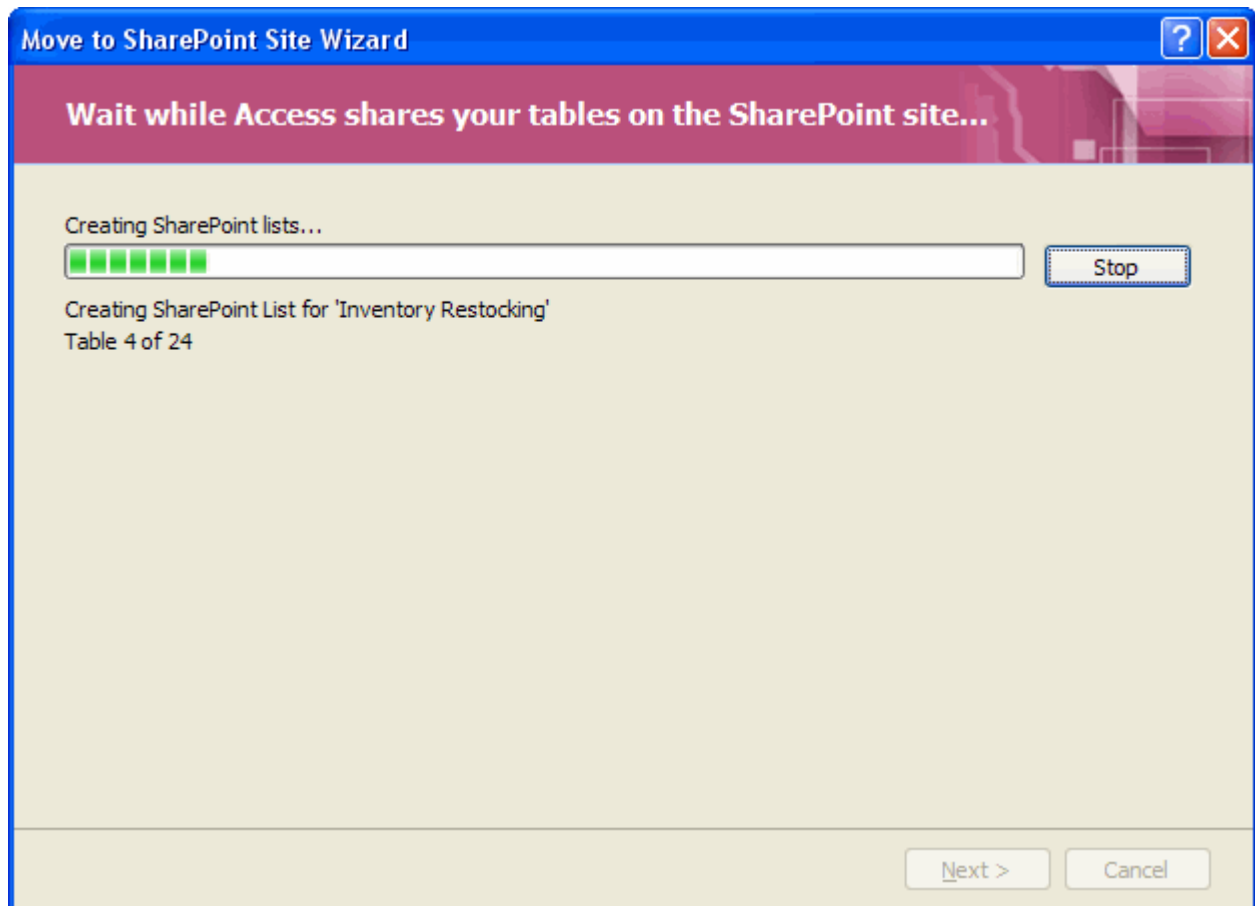 Move to SharePoint Site Wizard
?
Wait while Access shares your tables on the SharePoint site...
Creating SharePoint lists...
Stop
Creating SharePoint List for 'Inventory Restocking'
Table 4 of 24
Next >
Cancel